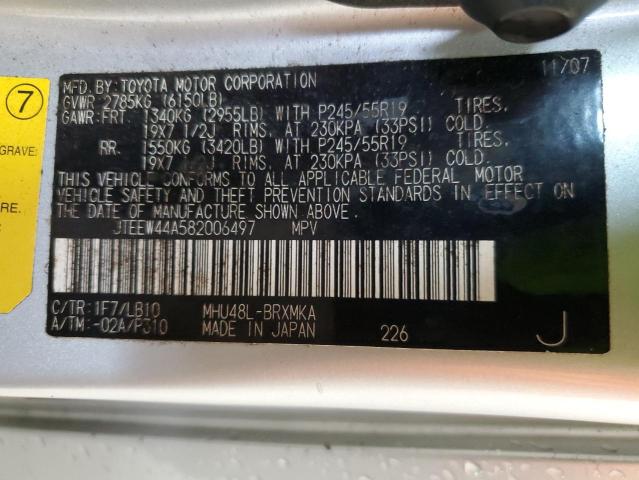 MFD. BY: TOYOTA MOTOR CORPORATION 11/07
GVWR 2785KG (6150LB)
GAWR:FRT. 1340KG (2955LB) WITH P245/55R19 TIRES.
19X7 1/2J RIMS. AT 230KPA (33PSI) COLD.
RR. 1550KG (3420LB) WITH P245/55R19 TIRES.
19X7 J RIMS. AT 230KPA (33PSI) COLD.
THIS VEHICLE CONFORMS TO ALL APPLICABLE FEDERAL MOTOR
VEHICLE SAFETY AND THEFT PREVENTION STANDARDS IN EFFECT ON
THE DATE OF MANUFACTURE SHOWN ABOVE.
JTEEW44A582006497 MPV
C/TR: 1F7/LB10 MHU48L-BRXMKA
A/TM: -02A/P310 MADE IN JAPAN 226 J
7
GRAVE
RE.